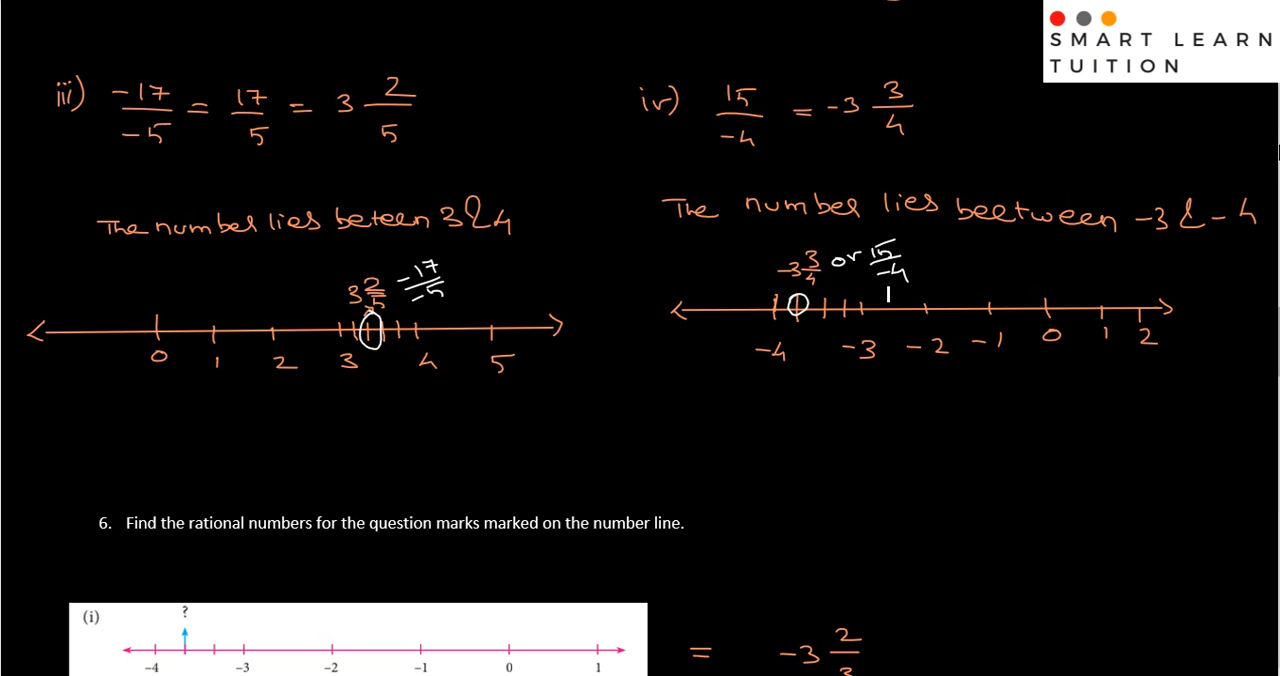 SMART LEARN
TUITION
iii) -17/-5 = 17/5 = 3 2/5
The number lies beteen 3 & 4
3 2/5 -17/-5
0 1 2 3 4 5
iv) 15/-4 = -3 3/4
The number lies beetween -3 & -4
-3 3/4 or 15/-4
-4 -3 -2 -1 0 1 2
6. Find the rational numbers for the question marks marked on the number line.
(i) ?
-4 -3 -2 -1 0 1
= -3 2/3